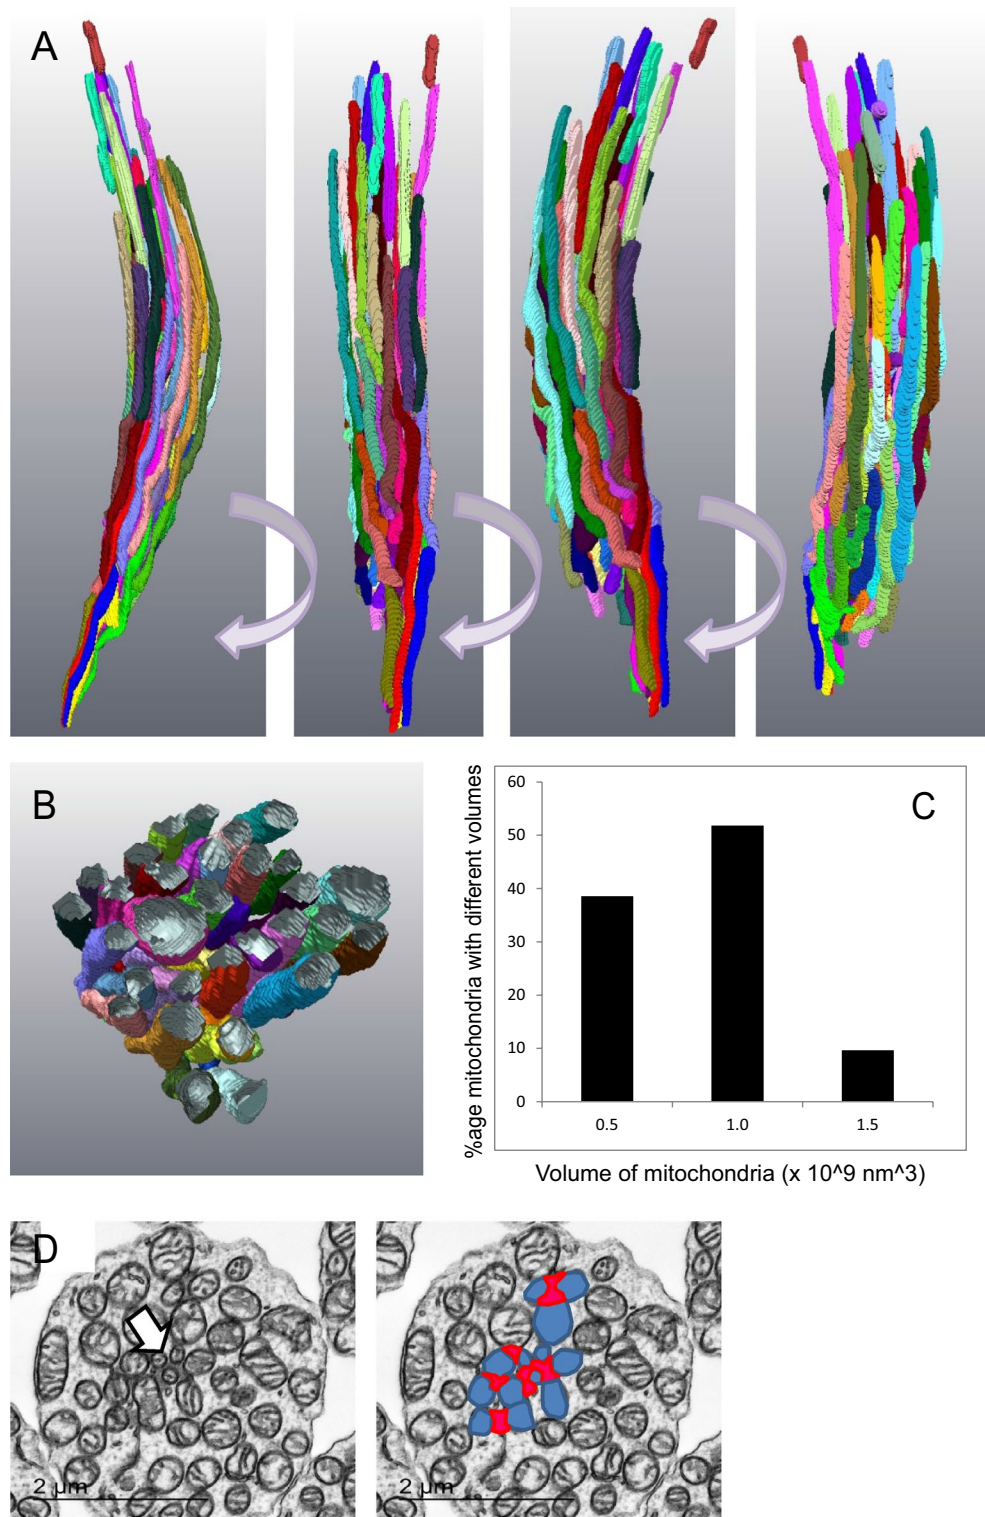 A
B
C
%age mitochondria with different volumes
60
50
40
30
20
10
0
0.5 1.0 1.5
Volume of mitochondria (x 10^9 nm^3)
D
2 µm
2 µm